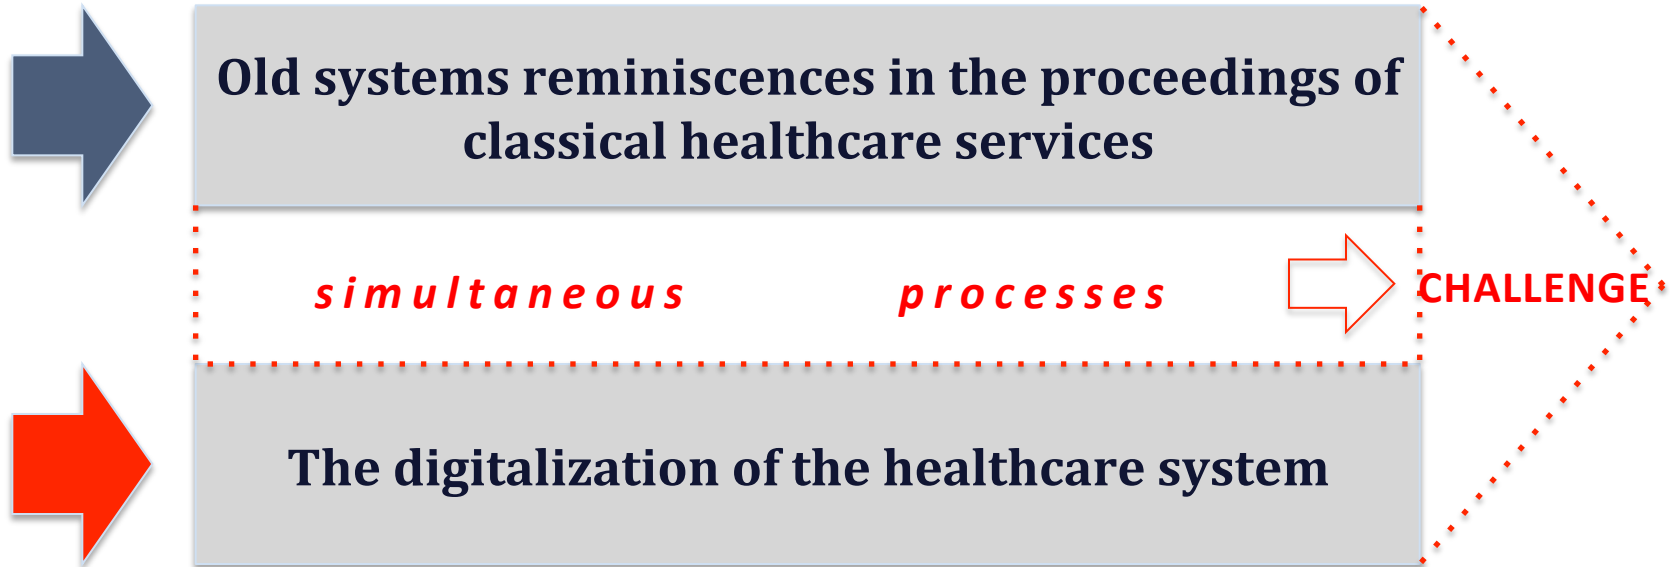 Old systems reminiscences in the proceedings of
classical healthcare services
simultaneous processes
CHALLENGE
The digitalization of the healthcare system